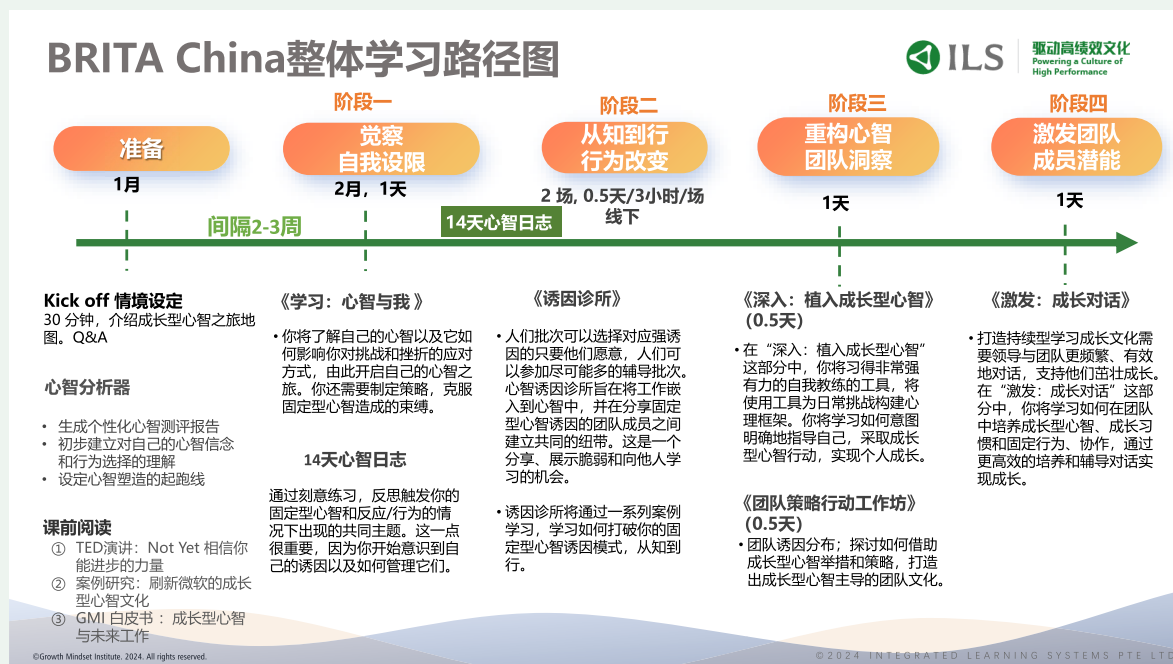 BRITA China整体学习路径图
ILS
驱动高绩效文化
Powering a Culture of
High Performance
准备
1月
阶段一
觉察
自我设限
2月，1天
阶段二
从知到行
行为改变
2 场, 0.5天/3小时/场
线下
阶段三
重构心智
团队洞察
1天
阶段四
激发团队
成员潜能
1天
间隔2-3周
14天心智日志
Kick off 情境设定
30 分钟，介绍成长型心智之旅地
图。Q&A
心智分析器
• 生成个性化心智测评报告
• 初步建立对自己的心智信念
和行为选择的理解
• 设定心智塑造的起跑线
课前阅读
① TED演讲：Not Yet 相信你
能进步的力量
② 案例研究：刷新微软的成长
型心智文化
③ GMI 白皮书 ：成长型心智
与未来工作
《学习：心智与我 》
• 你将了解自己的心智以及它如
何影响你对挑战和挫折的应对
方式，由此开启自己的心智之
旅。你还需要制定策略，克服
固定型心智造成的束缚。
14天心智日志
通过刻意练习，反思触发你的
固定型心智和反应/行为的情
况下出现的共同主题。这一点
很重要，因为你开始意识到自
己的诱因以及如何管理它们。
《诱因诊所》
• 人们批次可以选择对应强诱
因的只要他们愿意，人们可
以参加尽可能多的辅导批次。
心智诱因诊所旨在将工作嵌
入到心智中，并在分享固定
型心智诱因的团队成员之间
建立共同的纽带。这是一个
分享、展示脆弱和向他人学
习的机会。
• 诱因诊所将通过一系列案例
学习，学习如何打破你的固
定型心智诱因模式，从知到
行。
《深入：植入成长型心智》
（0.5天）
• 在“深入：植入成长型心智”
这部分中，你将习得非常强
有力的自我教练的工具，将
使用工具为日常挑战构建心
理框架。你将学习如何意图
明确地指导自己，采取成长
型心智行动，实现个人成长。
《团队策略行动工作坊》
（0.5天）
• 团队诱因分布；探讨如何借助
成长型心智举措和策略，打造
出成长型心智主导的团队文化。
《激发：成长对话》
• 打造持续型学习成长文化需
要领导与团队更频繁、有效
地对话，支持他们茁壮成长。
在“激发：成长对话”这部
分中，你将学习如何在团队
中培养成长型心智、成长习
惯和固定行为、协作，通过
更高效的培养和辅导对话实
现成长。
©Growth Mindset Institute. 2024. All rights reserved.
©2024 INTEGRATED LEARNING SYSTEMS PTE LTD